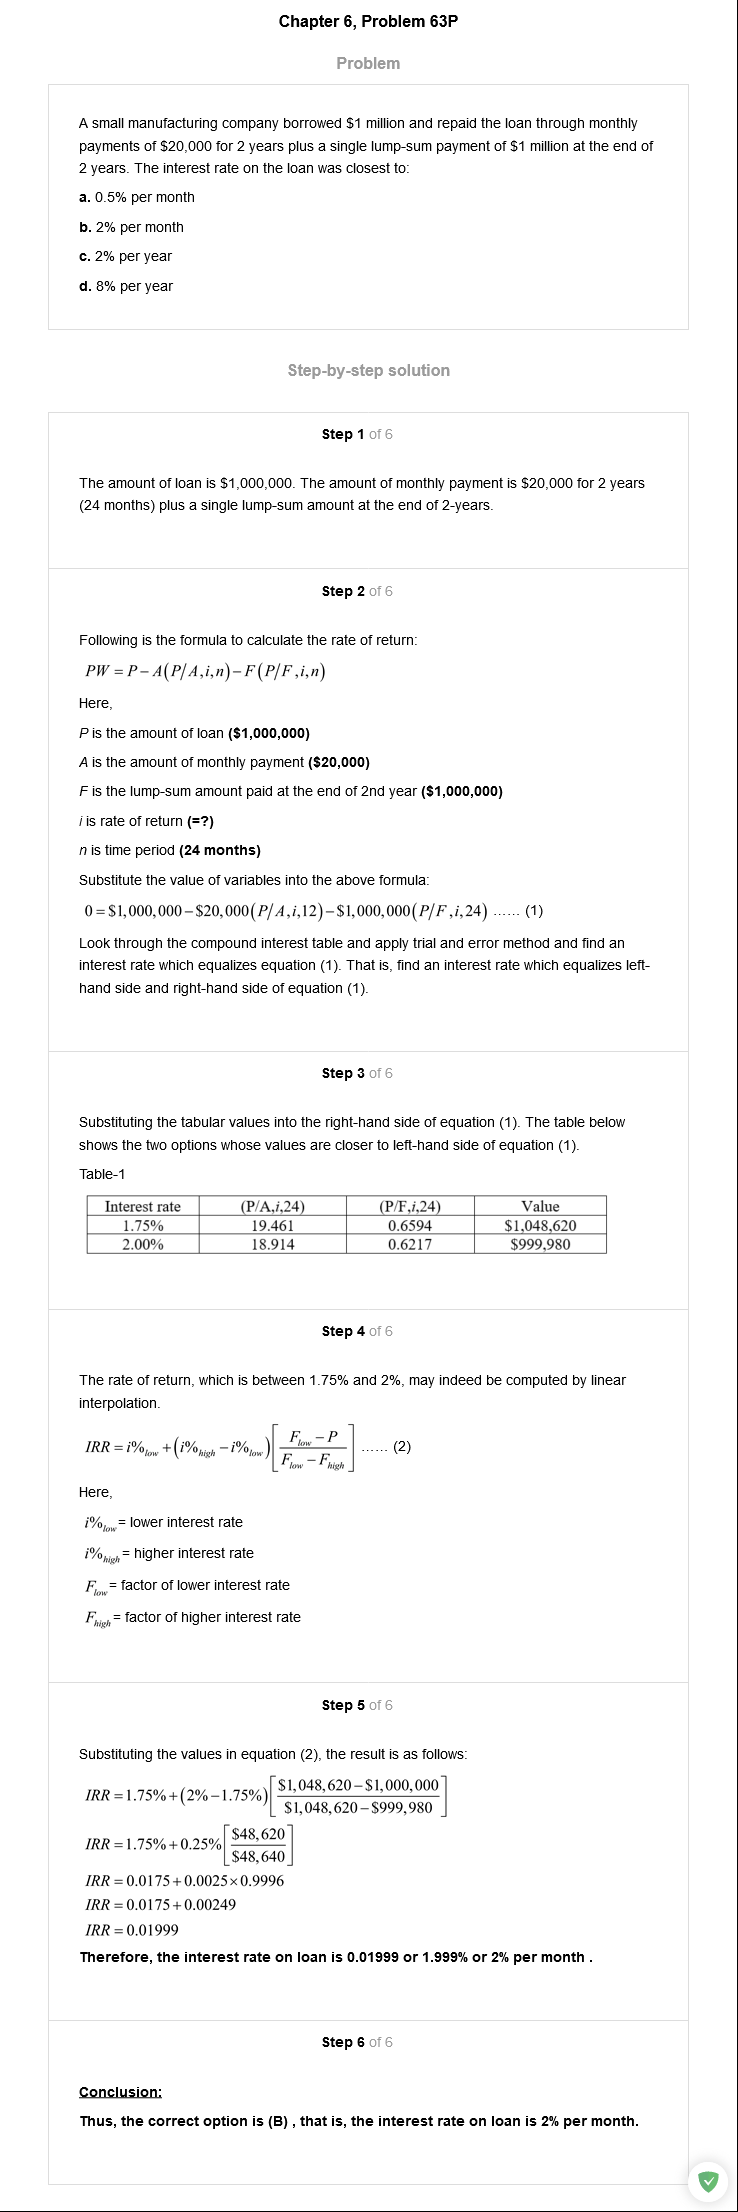 Chapter 6, Problem 63P
Problem
A small manufacturing company borrowed $1 million and repaid the loan through monthly
payments of $20,000 for 2 years plus a single lump-sum payment of $1 million at the end of
2 years. The interest rate on the loan was closest to:
a. 0.5% per month
b. 2% per month
c. 2% per year
d. 8% per year
Step-by-step solution
Step 1 of 6
The amount of loan is $1,000,000. The amount of monthly payment is $20,000 for 2 years
(24 months) plus a single lump-sum amount at the end of 2-years.
Step 2 of 6
Following is the formula to calculate the rate of return:
PW = P – A(P/A,i,n) – F(P/F,i,n)
Here,
P is the amount of loan ($1,000,000)
A is the amount of monthly payment ($20,000)
F is the lump-sum amount paid at the end of 2nd year ($1,000,000)
i is rate of return (=?)
n is time period (24 months)
Substitute the value of variables into the above formula:
0 = $1,000,000 – $20,000(P/A,i,12) – $1,000,000(P/F,i,24) ...... (1)
Look through the compound interest table and apply trial and error method and find an
interest rate which equalizes equation (1). That is, find an interest rate which equalizes left-
hand side and right-hand side of equation (1).
Step 3 of 6
Substituting the tabular values into the right-hand side of equation (1). The table below
shows the two options whose values are closer to left-hand side of equation (1).
Table-1
Interest rate (P/A,i,24) (P/F,i,24) Value
1.75% 19.461 0.6594 $1,048,620
2.00% 18.914 0.6217 $999,980
Step 4 of 6
The rate of return, which is between 1.75% and 2%, may indeed be computed by linear
interpolation.
IRR = i%low + (i%high – i%low)[(Flow – P)/(Flow – Fhigh)] ...... (2)
Here,
i%low = lower interest rate
i%high = higher interest rate
Flow = factor of lower interest rate
Fhigh = factor of higher interest rate
Step 5 of 6
Substituting the values in equation (2), the result is as follows:
IRR = 1.75% + (2% – 1.75%)[($1,048,620 – $1,000,000)/($1,048,620 – $999,980)]
IRR = 1.75% + 0.25%[$48,620/$48,640]
IRR = 0.0175 + 0.0025 × 0.9996
IRR = 0.0175 + 0.00249
IRR = 0.01999
Therefore, the interest rate on loan is 0.01999 or 1.999% or 2% per month .
Step 6 of 6
Conclusion:
Thus, the correct option is (B) , that is, the interest rate on loan is 2% per month.